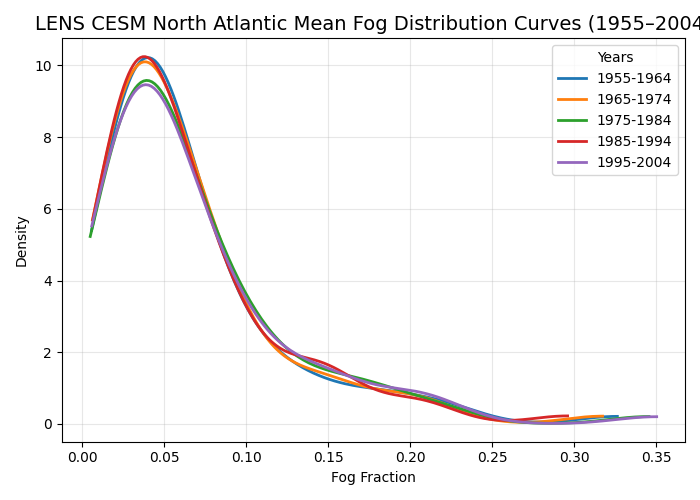 LENS CESM North Atlantic Mean Fog Distribution Curves (1955–2004
Years
1955-1964
1965-1974
1975-1984
1985-1994
1995-2004
Density
10
8
6
4
2
0
0.00 0.05 0.10 0.15 0.20 0.25 0.30 0.35
Fog Fraction